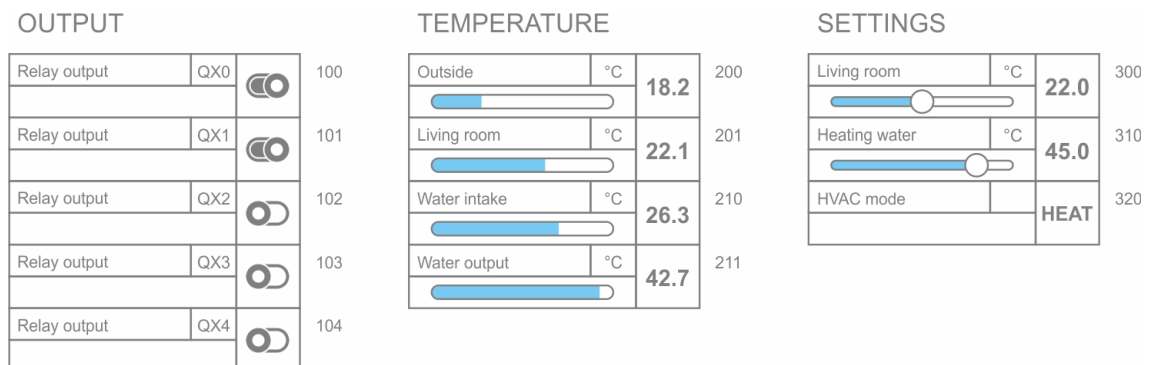 OUTPUT
Relay output QX0 100
Relay output QX1 101
Relay output QX2 102
Relay output QX3 103
Relay output QX4 104
TEMPERATURE
Outside °C 18.2 200
Living room °C 22.1 201
Water intake °C 26.3 210
Water output °C 42.7 211
SETTINGS
Living room °C 22.0 300
Heating water °C 45.0 310
HVAC mode HEAT 320